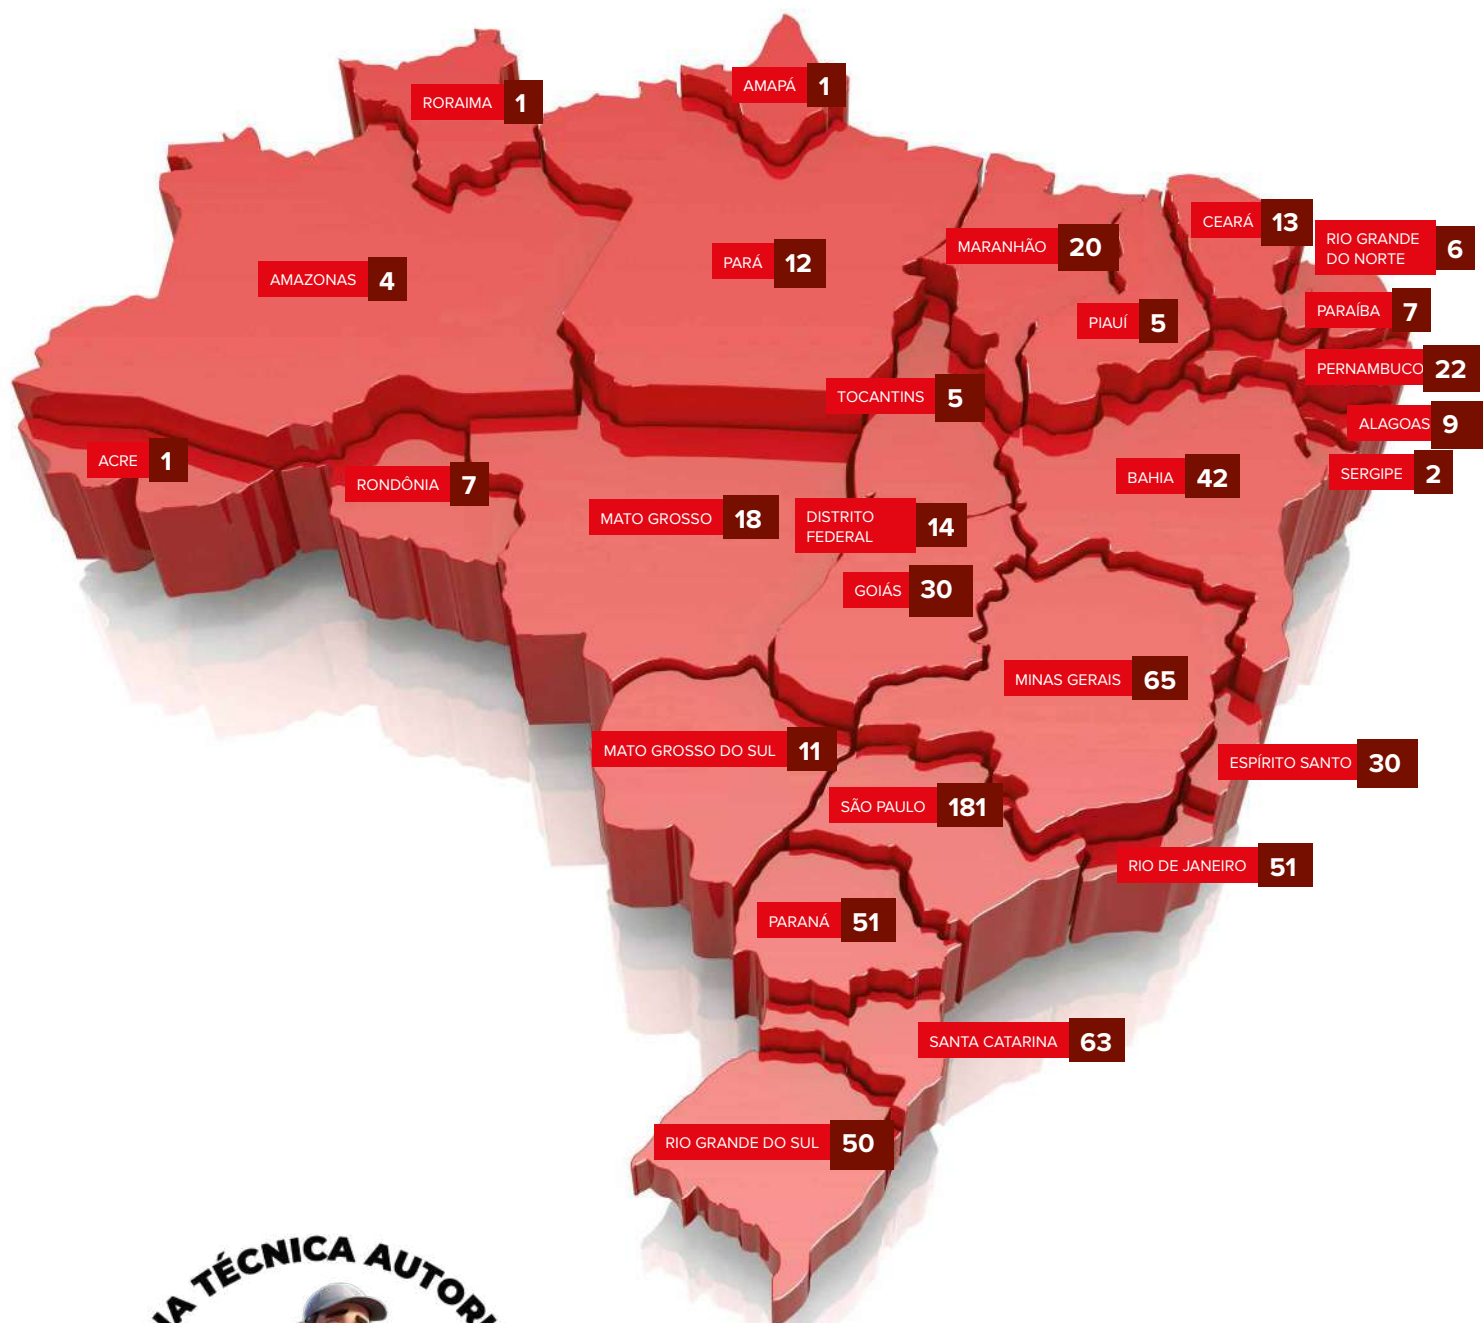 AMAPÁ 1
RORAIMA 1
CEARÁ 13
RIO GRANDE
DO NORTE 6
MARANHÃO 20
PARÁ 12
AMAZONAS 4
PARAÍBA 7
PIAUÍ 5
PERNAMBUCO 22
TOCANTINS 5
ALAGOAS 9
ACRE 1
SERGIPE 2
BAHIA 42
RONDÔNIA 7
MATO GROSSO 18
DISTRITO
FEDERAL 14
GOIÁS 30
MINAS GERAIS 65
MATO GROSSO DO SUL 11
ESPÍRITO SANTO 30
SÃO PAULO 181
RIO DE JANEIRO 51
PARANÁ 51
SANTA CATARINA 63
RIO GRANDE DO SUL 50
TÉCNICA